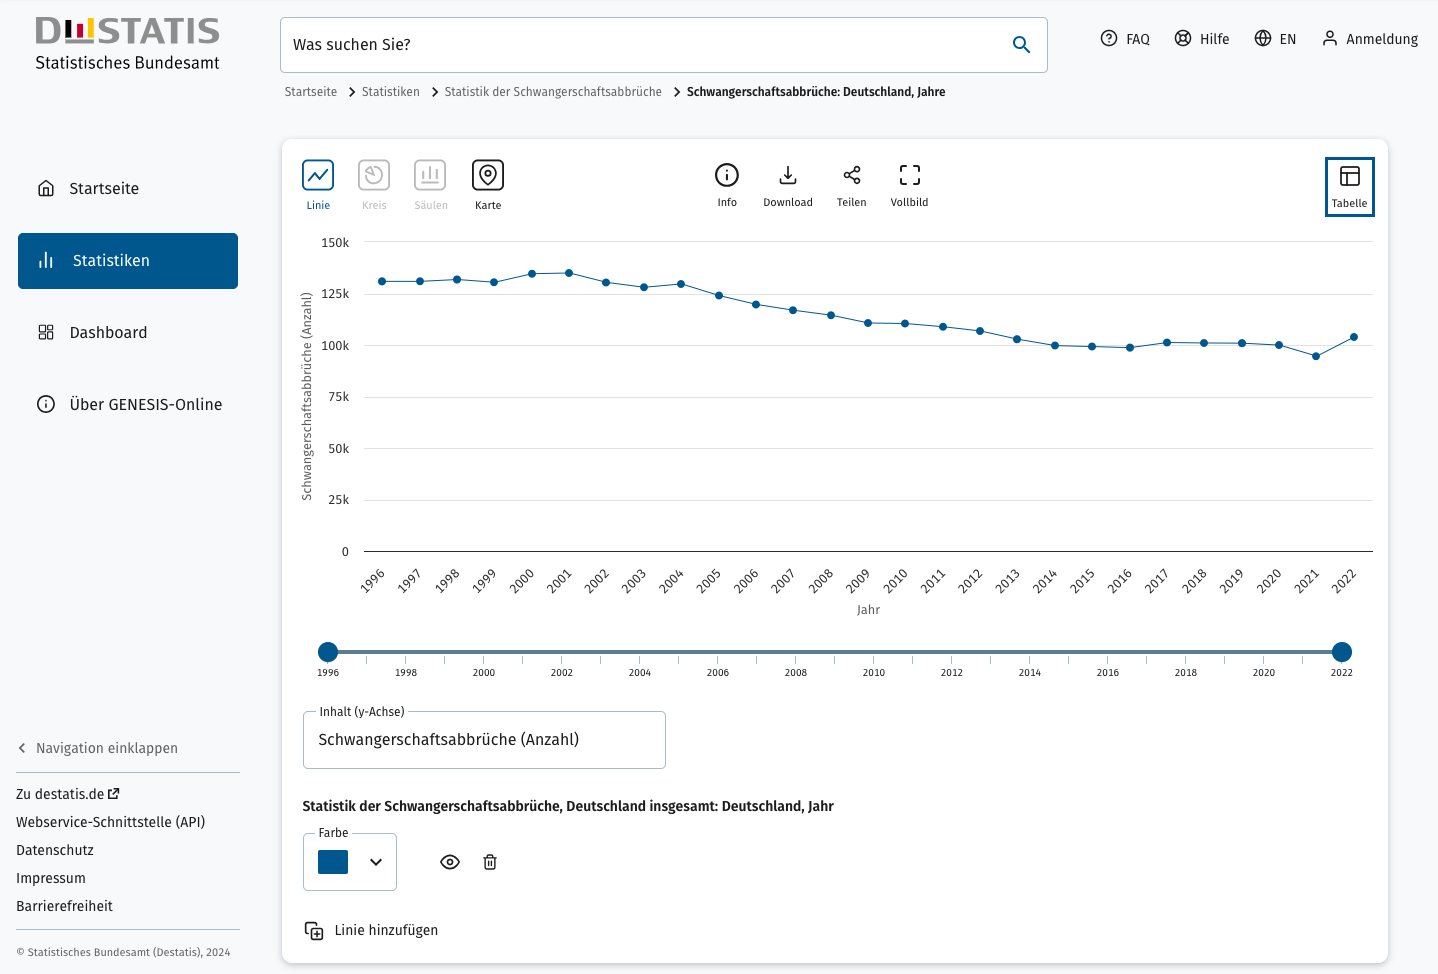 DESTATIS
Statistisches Bundesamt
Was suchen Sie?
FAQ
Hilfe
EN
Anmeldung
Startseite
Statistiken
Statistik der Schwangerschaftsabbrüche
Schwangerschaftsabbrüche: Deutschland, Jahre
Startseite
Statistiken
Dashboard
Über GENESIS-Online
Linie
Kreis
Säulen
Karte
Info
Download
Teilen
Vollbild
Tabelle
Schwangerschaftsabbrüche (Anzahl)
150k
125k
100k
75k
50k
25k
0
1996 1997 1998 1999 2000 2001 2002 2003 2004 2005 2006 2007 2008 2009 2010 2011 2012 2013 2014 2015 2016 2017 2018 2019 2020 2021 2022
Jahr
1996 1998 2000 2002 2004 2006 2008 2010 2012 2014 2016 2018 2020 2022
Inhalt (y-Achse)
Schwangerschaftsabbrüche (Anzahl)
Statistik der Schwangerschaftsabbrüche, Deutschland insgesamt: Deutschland, Jahr
Farbe
Linie hinzufügen
Navigation einklappen
Zu destatis.de
Webservice-Schnittstelle (API)
Datenschutz
Impressum
Barrierefreiheit
© Statistisches Bundesamt (Destatis), 2024